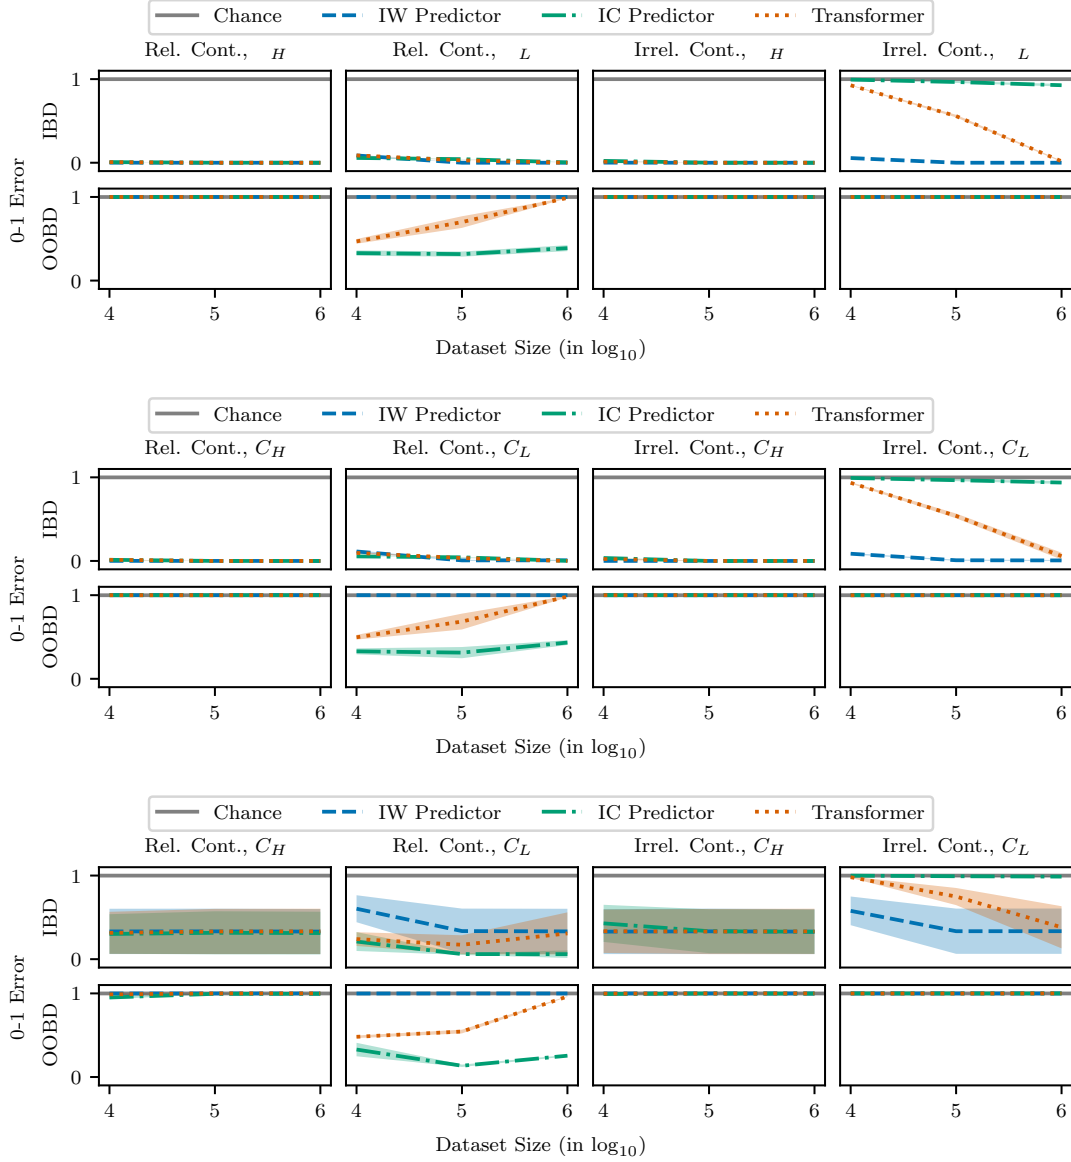 Chance IW Predictor IC Predictor Transformer
Rel. Cont., H Rel. Cont., L Irrel. Cont., H Irrel. Cont., L
0-1 Error
IBD
1
0
OOBD
1
0
4 5 6 4 5 6 4 5 6 4 5 6
Dataset Size (in log10)
Chance IW Predictor IC Predictor Transformer
Rel. Cont., CH Rel. Cont., CL Irrel. Cont., CH Irrel. Cont., CL
0-1 Error
IBD
1
0
OOBD
1
0
4 5 6 4 5 6 4 5 6 4 5 6
Dataset Size (in log10)
Chance IW Predictor IC Predictor Transformer
Rel. Cont., CH Rel. Cont., CL Irrel. Cont., CH Irrel. Cont., CL
0-1 Error
IBD
1
0
OOBD
1
0
4 5 6 4 5 6 4 5 6 4 5 6
Dataset Size (in log10)